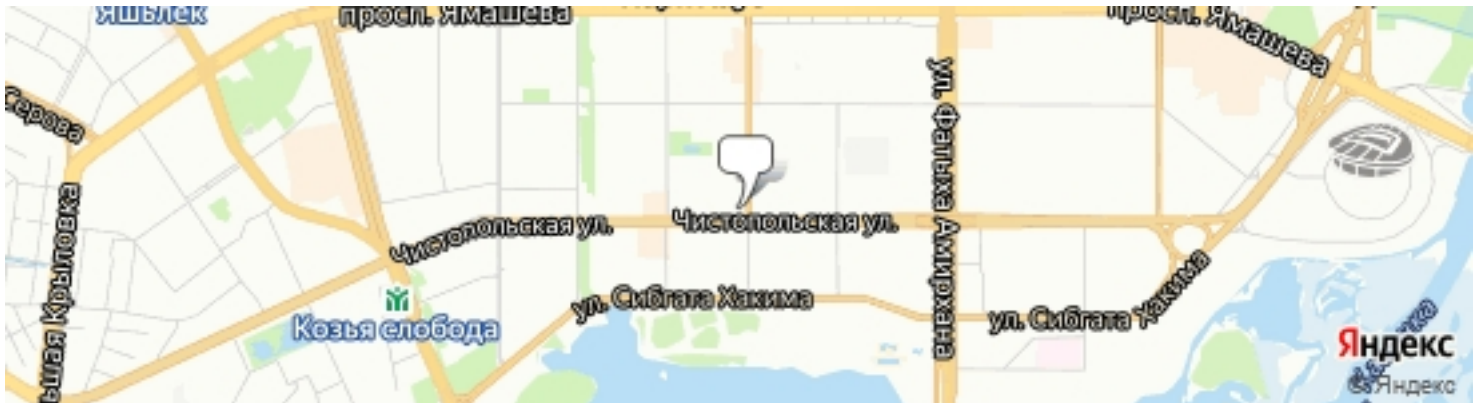 Яшьлек
просп. Ямашева
просп. Ямашева
Серова
ул. Фатыха Амирхана
Чистопольская ул.
Чистопольская ул.
ул. Сибгата Хакима
ул. Сибгата Хакима
Козья слобода
Крыловка
Яндекс
© Яндекс